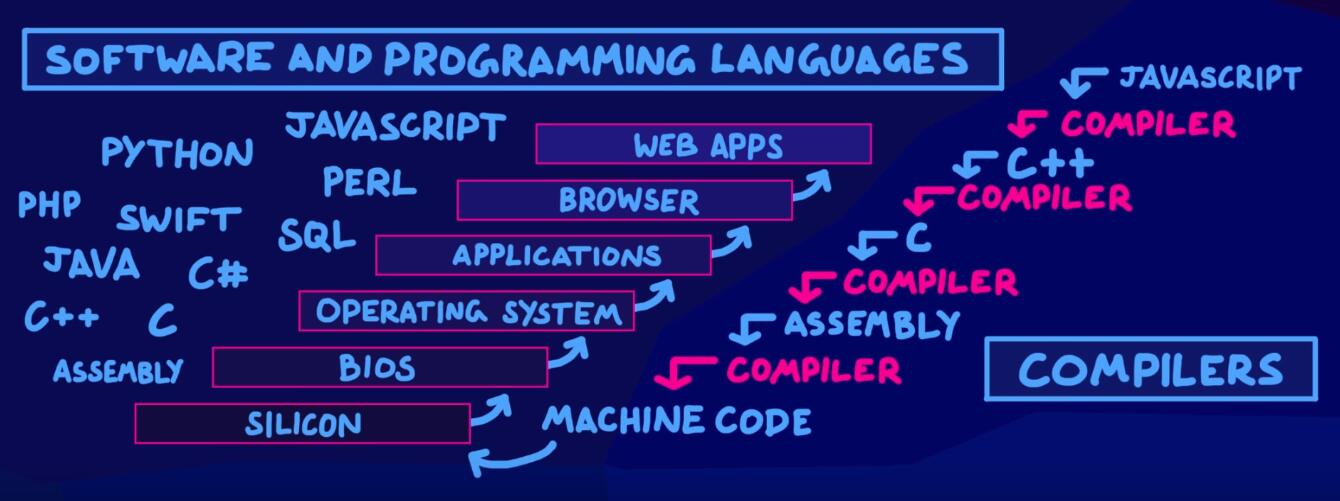 SOFTWARE AND PROGRAMMING LANGUAGES
JAVASCRIPT
PYTHON
PERL
PHP
SWIFT
SQL
JAVA
C#
C++
C
ASSEMBLY
WEB APPS
BROWSER
APPLICATIONS
OPERATING SYSTEM
BIOS
SILICON
JAVASCRIPT
COMPILER
C++
COMPILER
C
COMPILER
ASSEMBLY
COMPILER
MACHINE CODE
COMPILERS